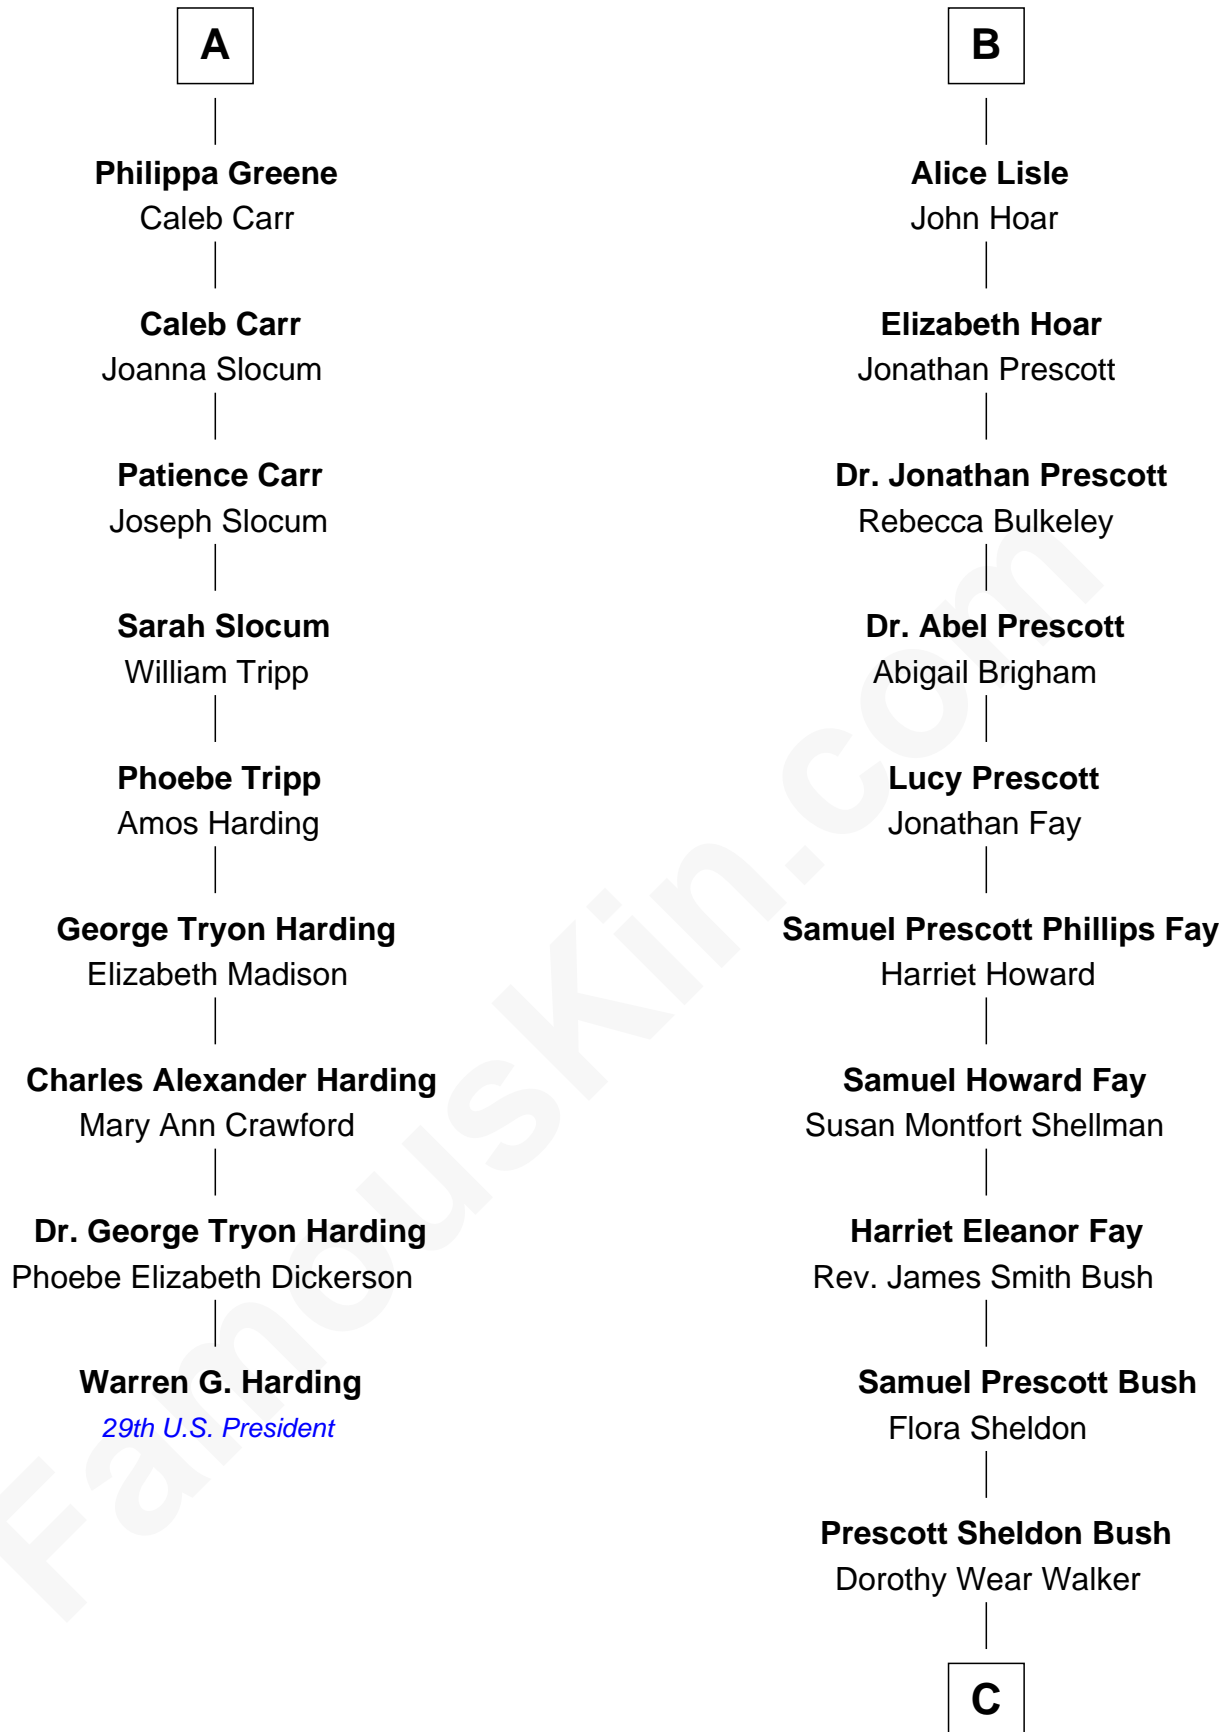 A
Philippa Greene
Caleb Carr
Caleb Carr
Joanna Slocum
Patience Carr
Joseph Slocum
Sarah Slocum
William Tripp
Phoebe Tripp
Amos Harding
George Tryon Harding
Elizabeth Madison
Charles Alexander Harding
Mary Ann Crawford
Dr. George Tryon Harding
Phoebe Elizabeth Dickerson
Warren G. Harding
29th U.S. President
B
Alice Lisle
John Hoar
Elizabeth Hoar
Jonathan Prescott
Dr. Jonathan Prescott
Rebecca Bulkeley
Dr. Abel Prescott
Abigail Brigham
Lucy Prescott
Jonathan Fay
Samuel Prescott Phillips Fay
Harriet Howard
Samuel Howard Fay
Susan Montfort Shellman
Harriet Eleanor Fay
Rev. James Smith Bush
Samuel Prescott Bush
Flora Sheldon
Prescott Sheldon Bush
Dorothy Wear Walker
C
FamousKin.com